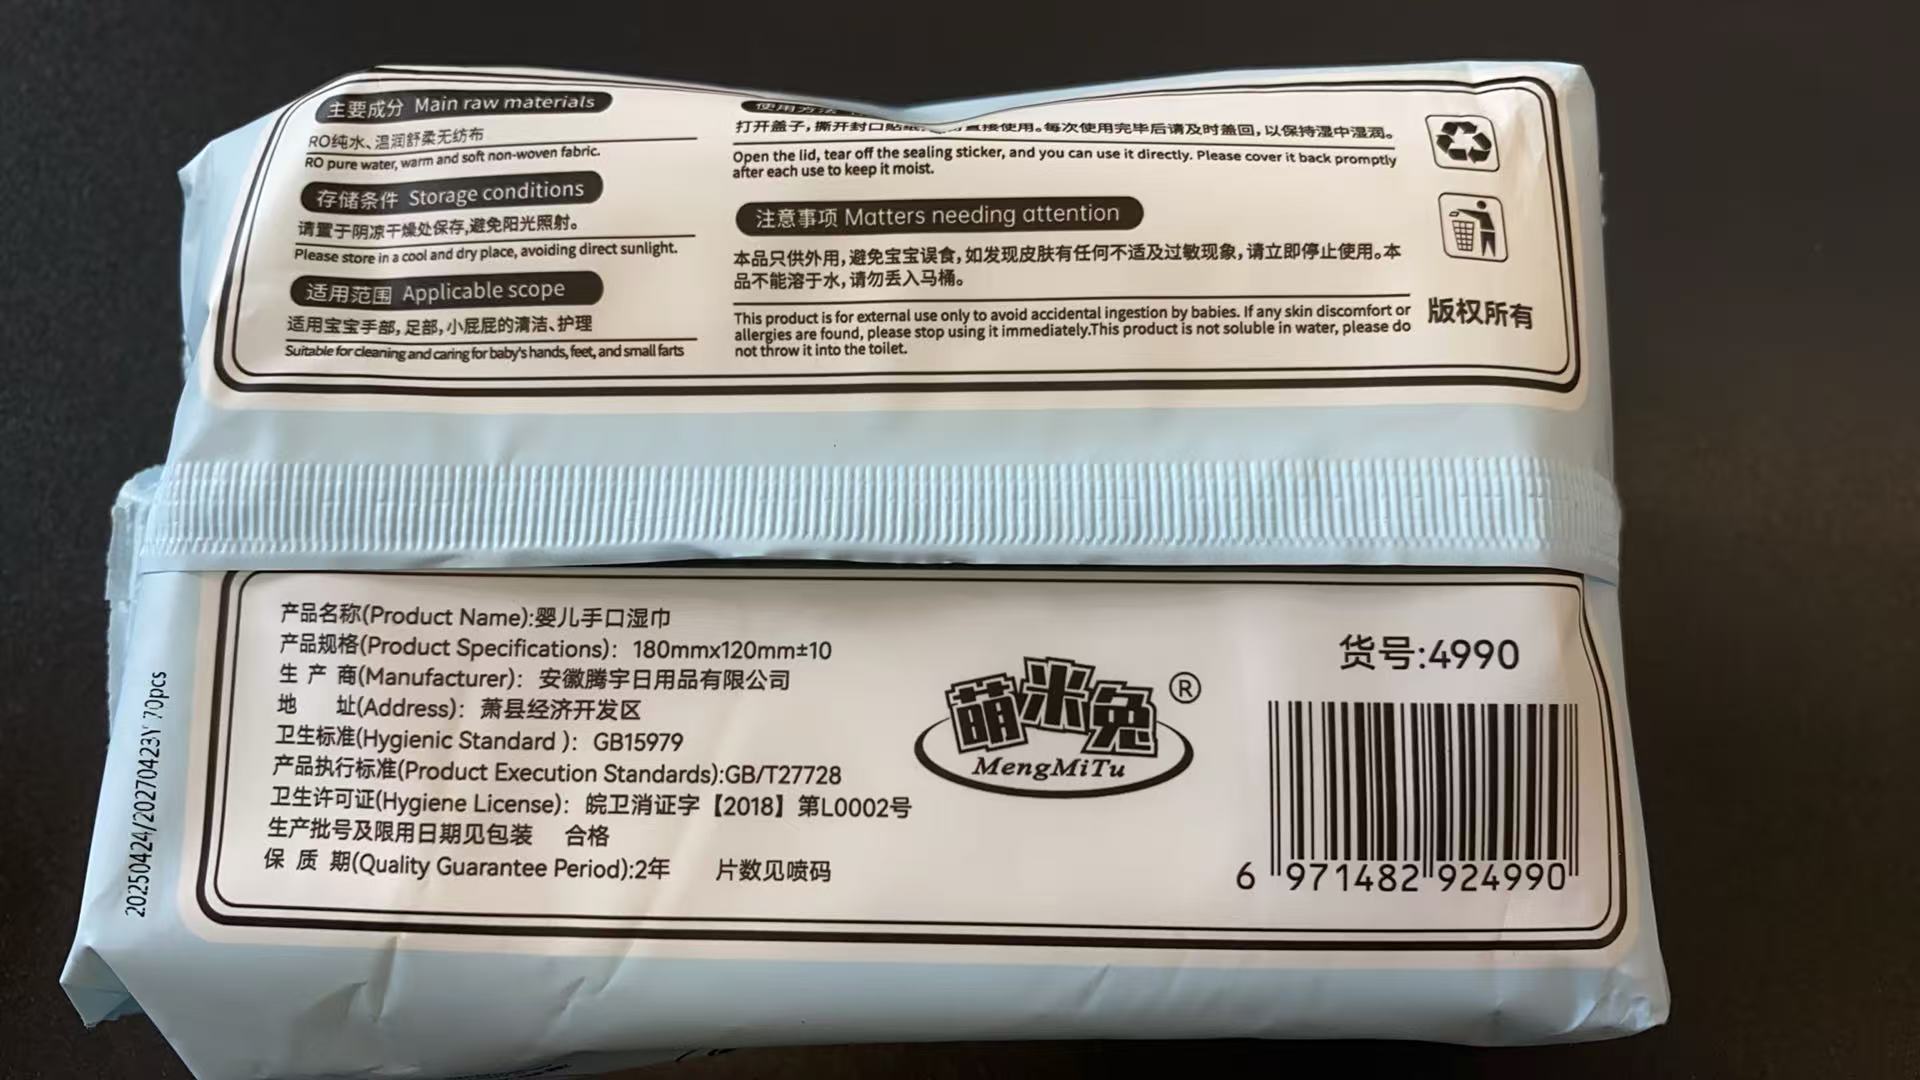 主要成分 Main raw materials
RO纯水、温润舒柔无纺布
RO pure water, warm and soft non-woven fabric.
存储条件 Storage conditions
请置于阴凉干燥处保存,避免阳光照射。
Please store in a cool and dry place, avoiding direct sunlight.
适用范围 Applicable scope
适用宝宝手部,足部,小屁屁的清洁、护理
Suitable for cleaning and caring for baby's hands, feet, and small farts
使用方法
打开盖子,撕开封口贴纸,直接使用。每次使用完毕后请及时盖回,以保持湿巾湿润。
Open the lid, tear off the sealing sticker, and you can use it directly. Please cover it back promptly
after each use to keep it moist.
注意事项 Matters needing attention
本品只供外用,避免宝宝误食,如发现皮肤有任何不适及过敏现象,请立即停止使用。本
品不能溶于水,请勿丢入马桶。
This product is for external use only to avoid accidental ingestion by babies. If any skin discomfort or
allergies are found, please stop using it immediately.This product is not soluble in water, please do
not throw it into the toilet.
版权所有
产品名称(Product Name):婴儿手口湿巾
产品规格(Product Specifications): 180mmx120mm±10
生 产 商(Manufacturer): 安徽腾宇日用品有限公司
地 址(Address): 萧县经济开发区
卫生标准(Hygienic Standard ): GB15979
产品执行标准(Product Execution Standards):GB/T27728
卫生许可证(Hygiene License): 皖卫消证字【2018】第L0002号
生产批号及限用日期见包装 合格
保 质 期(Quality Guarantee Period):2年 片数见喷码
萌米兔®
MengMiTu
货号:4990
6 971482 924990
20250424/20270423Y 70pcs